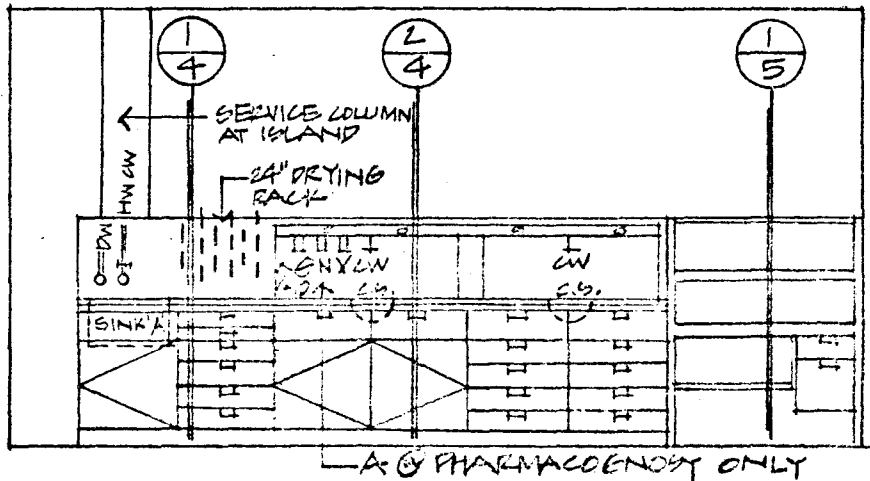 1
4
2
4
1
5
SERVICE COLUMN
AT ISLAND
HW CW
24" DRYING
RACK
DW
A G N V CW
CW
C.S.
C.S.
SINK 'A'
A @ PHARMACOGNOSY ONLY